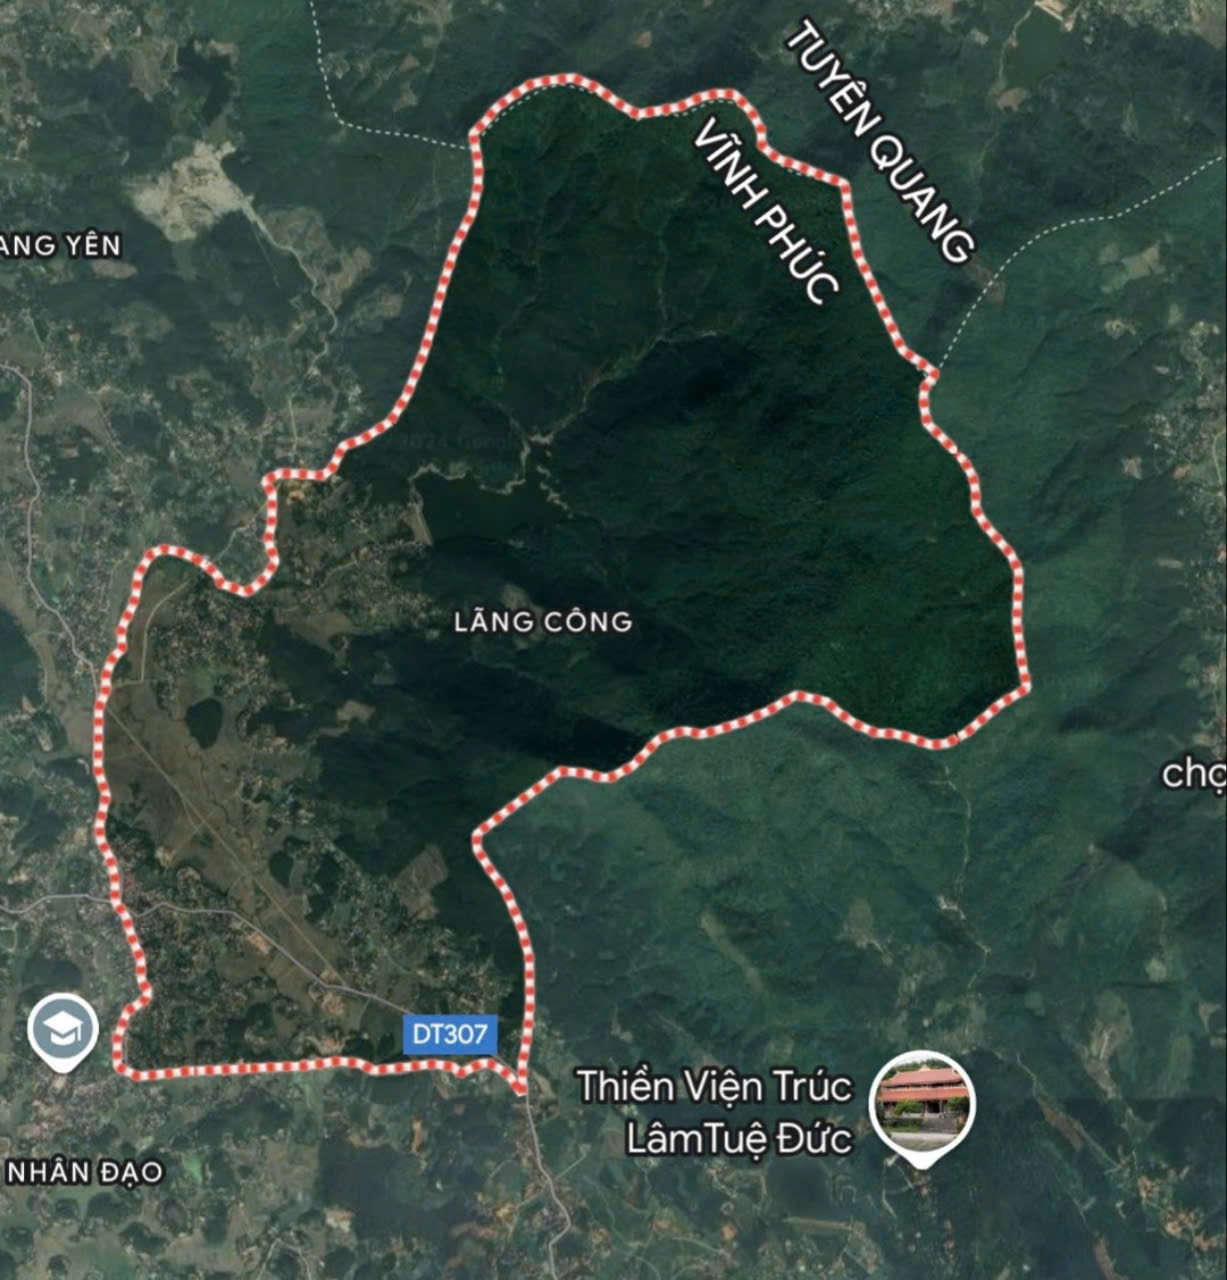 TUYÊN QUANG
VĨNH PHÚC
ANG YÊN
LÃNG CÔNG
chợ
DT307
Thiền Viện Trúc
LâmTuệ Đức
NHÂN ĐẠO